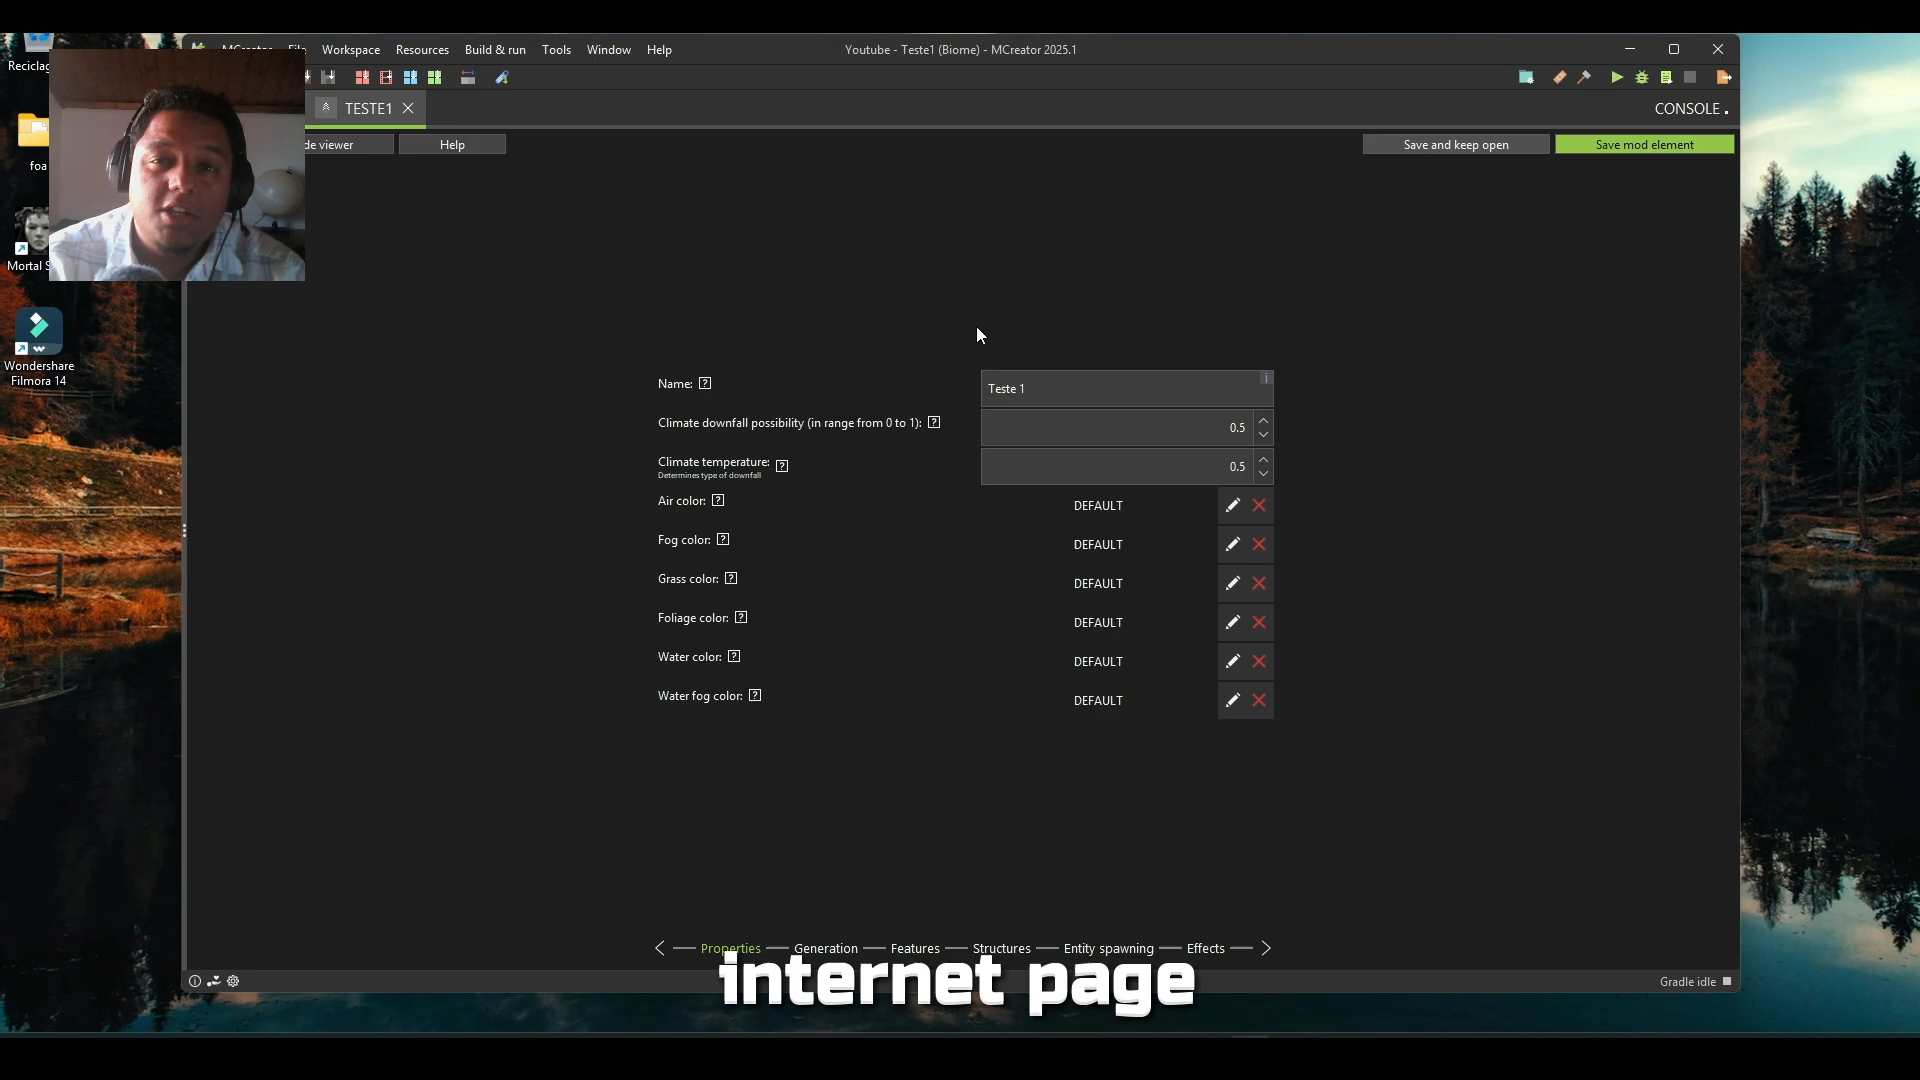 Workspace Resources Build & run Tools Window Help
Youtube - Teste1 (Biome) - MCreator 2025.1
TESTE1
CONSOLE
de viewer
Help
Save and keep open
Save mod element
Reciclag
foa
Mortal S
Wondershare
Filmora 14
Name: ?
Teste 1
i
Climate downfall possibility (in range from 0 to 1): ?
0.5
Climate temperature: ?
Determines type of downfall
0.5
Air color: ?
DEFAULT
Fog color: ?
DEFAULT
Grass color: ?
DEFAULT
Foliage color: ?
DEFAULT
Water color: ?
DEFAULT
Water fog color: ?
DEFAULT
Properties Generation Features Structures Entity spawning Effects
internet page
Gradle idle